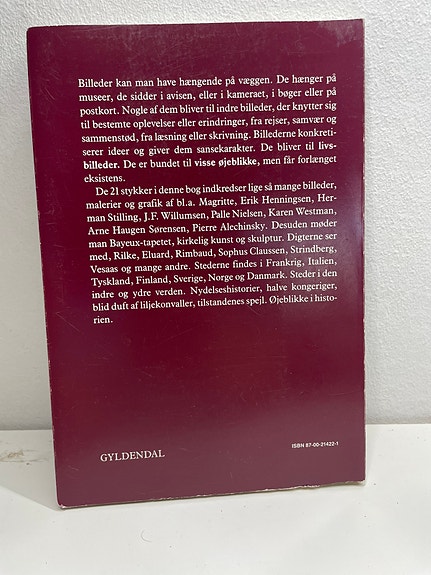 Billeder kan man have hængende på væggen. De hænger på
museer, de sidder i avisen, eller i kameraet, i bøger eller på
postkort. Nogle af dem bliver til indre billeder, der knytter sig
til bestemte oplevelser eller erindringer, fra rejser, samvær og
sammenstød, fra læsning eller skrivning. Billederne konkreti-
serer ideer og giver dem sansekarakter. De bliver til livs-
billeder. De er bundet til visse øjeblikke, men får forlænget
eksistens.
De 21 stykker i denne bog indkredser lige så mange billeder,
malerier og grafik af bl.a. Magritte, Erik Henningsen, Her-
man Stilling, J.F. Willumsen, Palle Nielsen, Karen Westman,
Arne Haugen Sørensen, Pierre Alechinsky. Desuden møder
man Bayeux-tapetet, kirkelig kunst og skulptur. Digterne ser
med, Rilke, Eluard, Rimbaud, Sophus Claussen, Strindberg,
Vesaas og mange andre. Stederne findes i Frankrig, Italien,
Tyskland, Finland, Sverige, Norge og Danmark. Steder i den
indre og ydre verden. Nydelseshistorier, halve kongeriger,
blid duft af liljekonvaller, tilstandenes spejl. Øjeblikke i histo-
rien.
ISBN 87-00-21422-1
GYLDENDAL